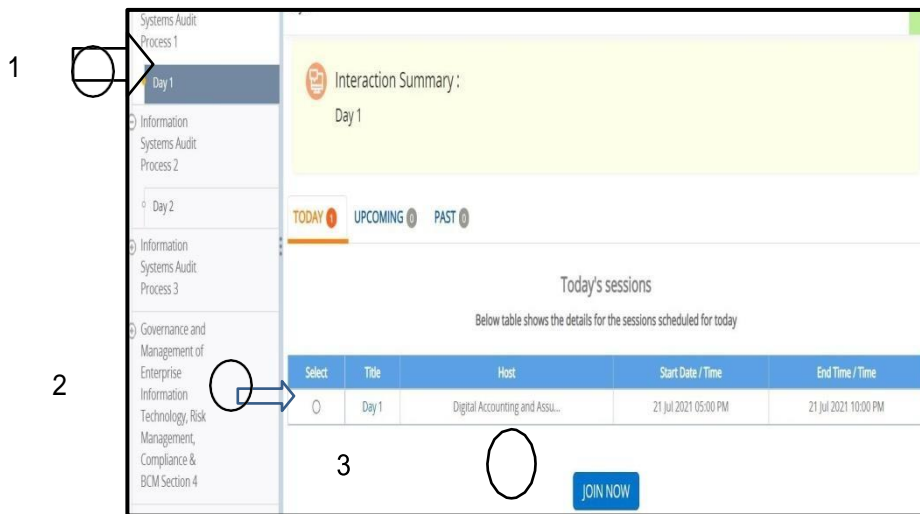 Systems Audit
Process 1
1
Day 1
Information
Systems Audit
Process 2
Day 2
Information
Systems Audit
Process 3
Governance and
Management of
Enterprise
Information
Technology, Risk
Management,
Compliance &
BCM Section 4
2
Interaction Summary :
Day 1
TODAY 1 UPCOMING 0 PAST 0
Today's sessions
Below table shows the details for the sessions scheduled for today
Select Title Host Start Date / Time End Time / Time
Day 1 Digital Accounting and Assu... 21 Jul 2021 05:00 PM 21 Jul 2021 10:00 PM
3
JOIN NOW